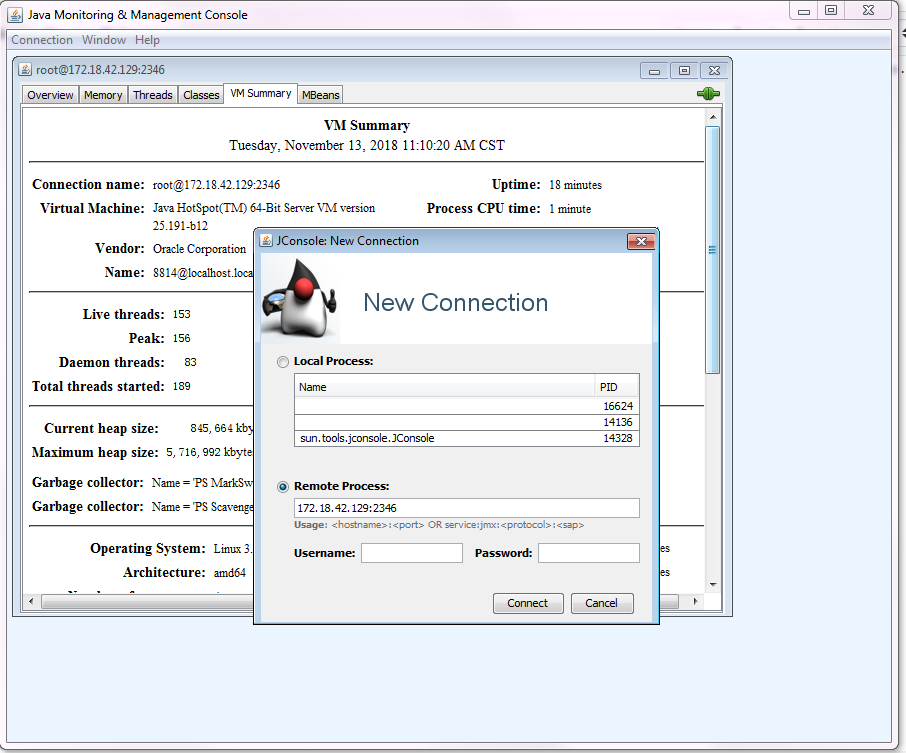 Java Monitoring & Management Console
Connection Window Help
root@172.18.42.129:2346
Overview Memory Threads Classes VM Summary MBeans
VM Summary
Tuesday, November 13, 2018 11:10:20 AM CST
Connection name: root@172.18.42.129:2346
Uptime: 18 minutes
Virtual Machine: Java HotSpot(TM) 64-Bit Server VM version
25.191-b12
Process CPU time: 1 minute
Vendor: Oracle Corporation
Name: 8814@localhost.loca
Live threads: 153
Peak: 156
Daemon threads: 83
Total threads started: 189
Current heap size: 845,664 kby
Maximum heap size: 5,716,992 kbyte
Garbage collector: Name = 'PS MarkSw
Garbage collector: Name = 'PS Scavenge
Operating System: Linux 3.
Architecture: amd64
es
es
JConsole: New Connection
New Connection
Local Process:
Name PID
16624
14136
sun.tools.jconsole.JConsole 14328
Remote Process:
172.18.42.129:2346
Usage: <hostname>:<port> OR service:jmx:<protocol>:<sap>
Username: Password:
Connect Cancel